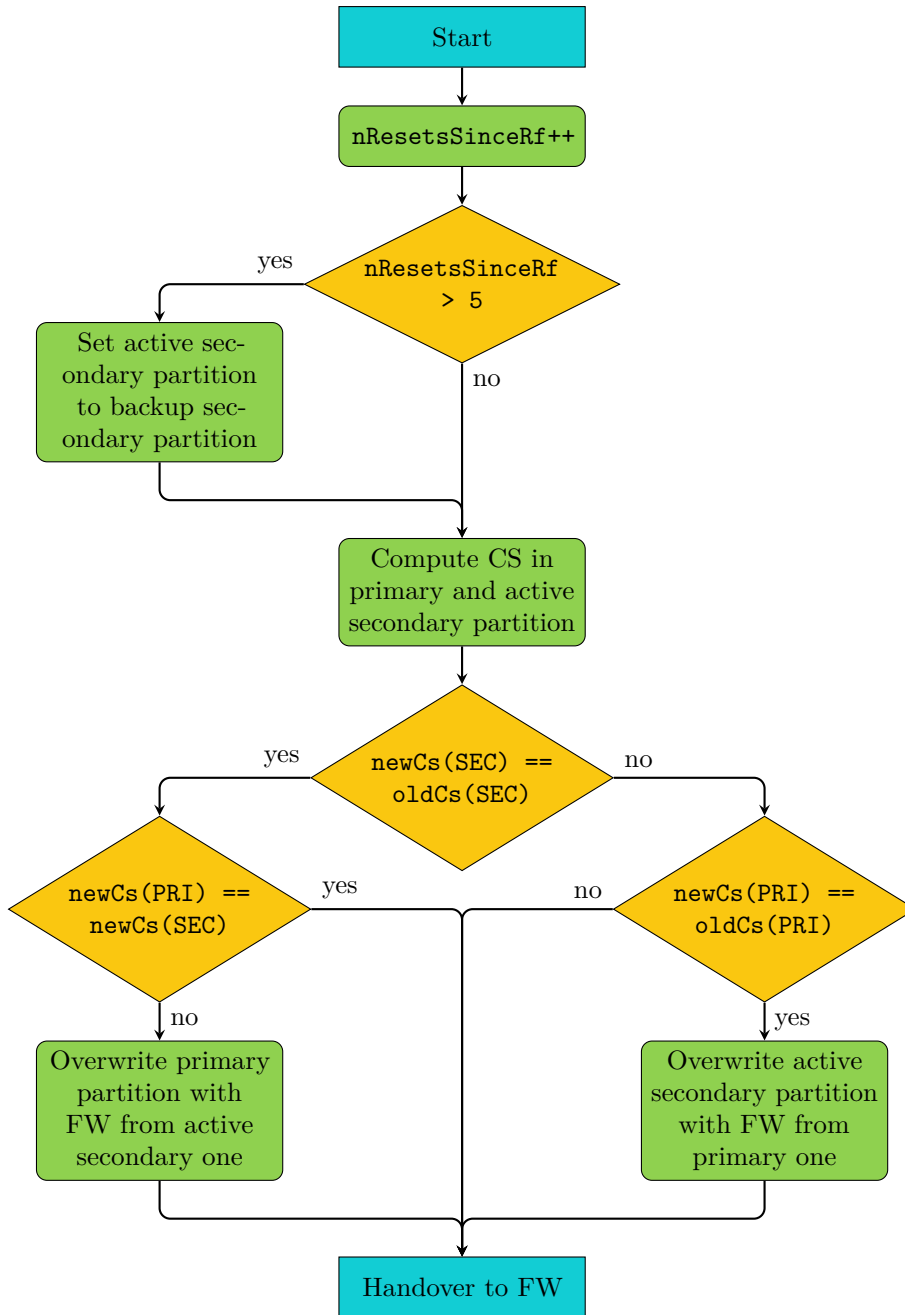 Start
nResetsSinceRf++
yes
nResetsSinceRf
> 5
Set active sec-
ondary partition
to backup sec-
ondary partition
no
Compute CS in
primary and active
secondary partition
yes
newCs(SEC) ==
oldCs(SEC)
no
newCs(PRI) ==
newCs(SEC)
yes
no
newCs(PRI) ==
oldCs(PRI)
no
yes
Overwrite primary
partition with
FW from active
secondary one
Overwrite active
secondary partition
with FW from
primary one
Handover to FW